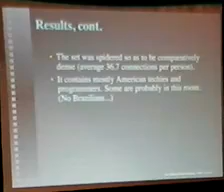 Results, cont.
• The set was spidered so as to be comparatively
dense (average 36.7 connections per person).
• It contains mostly American techies and
programmers. Some are probably in this room.
(No Brazilians...)